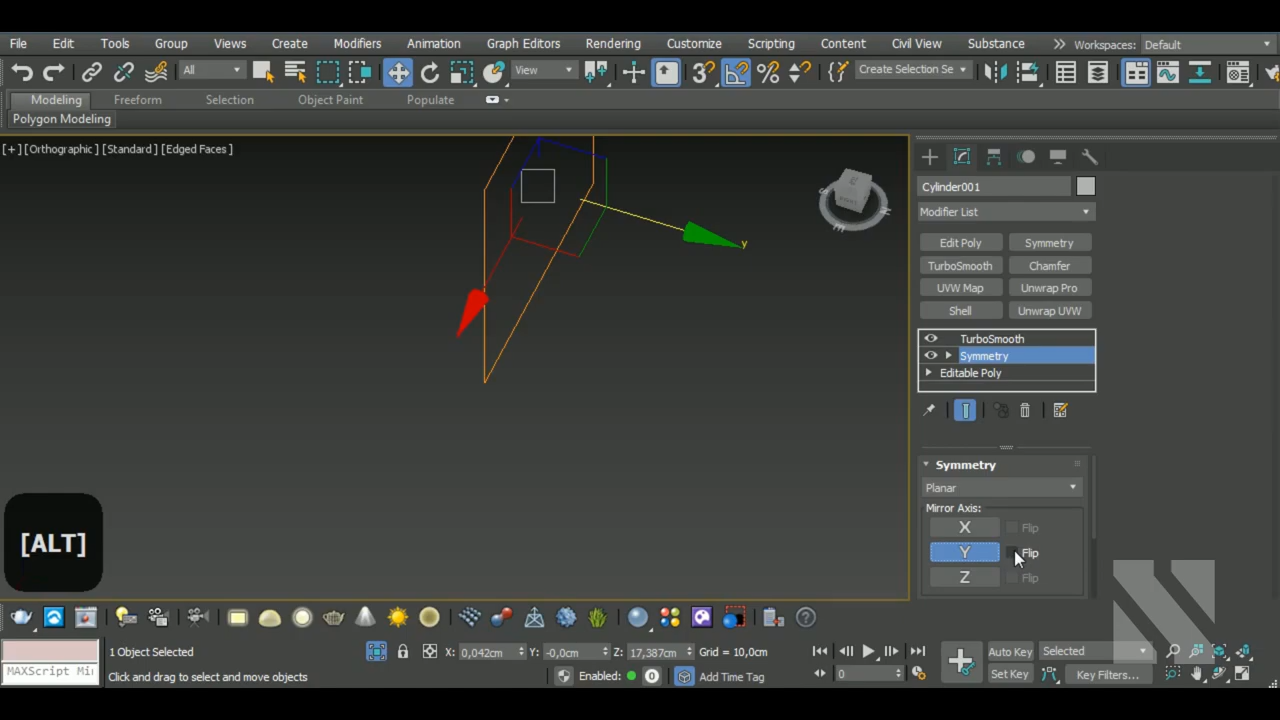 File Edit Tools Group Views Create Modifiers Animation Graph Editors Rendering Customize Scripting Content Civil View Substance Workspaces: Default
All View Create Selection Se
Modeling Freeform Selection Object Paint Populate
Polygon Modeling
[+] [Orthographic] [Standard] [Edged Faces]
y
Cylinder001
Modifier List
Edit Poly Symmetry
TurboSmooth Chamfer
UVW Map Unwrap Pro
Shell Unwrap UVW
TurboSmooth
Symmetry
Editable Poly
Symmetry
Planar
Mirror Axis:
X Flip
Y Flip
Z Flip
[ALT]
1 Object Selected X: 0,042cm Y: -0,0cm Z: 17,387cm Grid = 10,0cm Auto Key Selected
MAXScript Mi
Click and drag to select and move objects Enabled: 0 Add Time Tag 0 Set Key Key Filters...